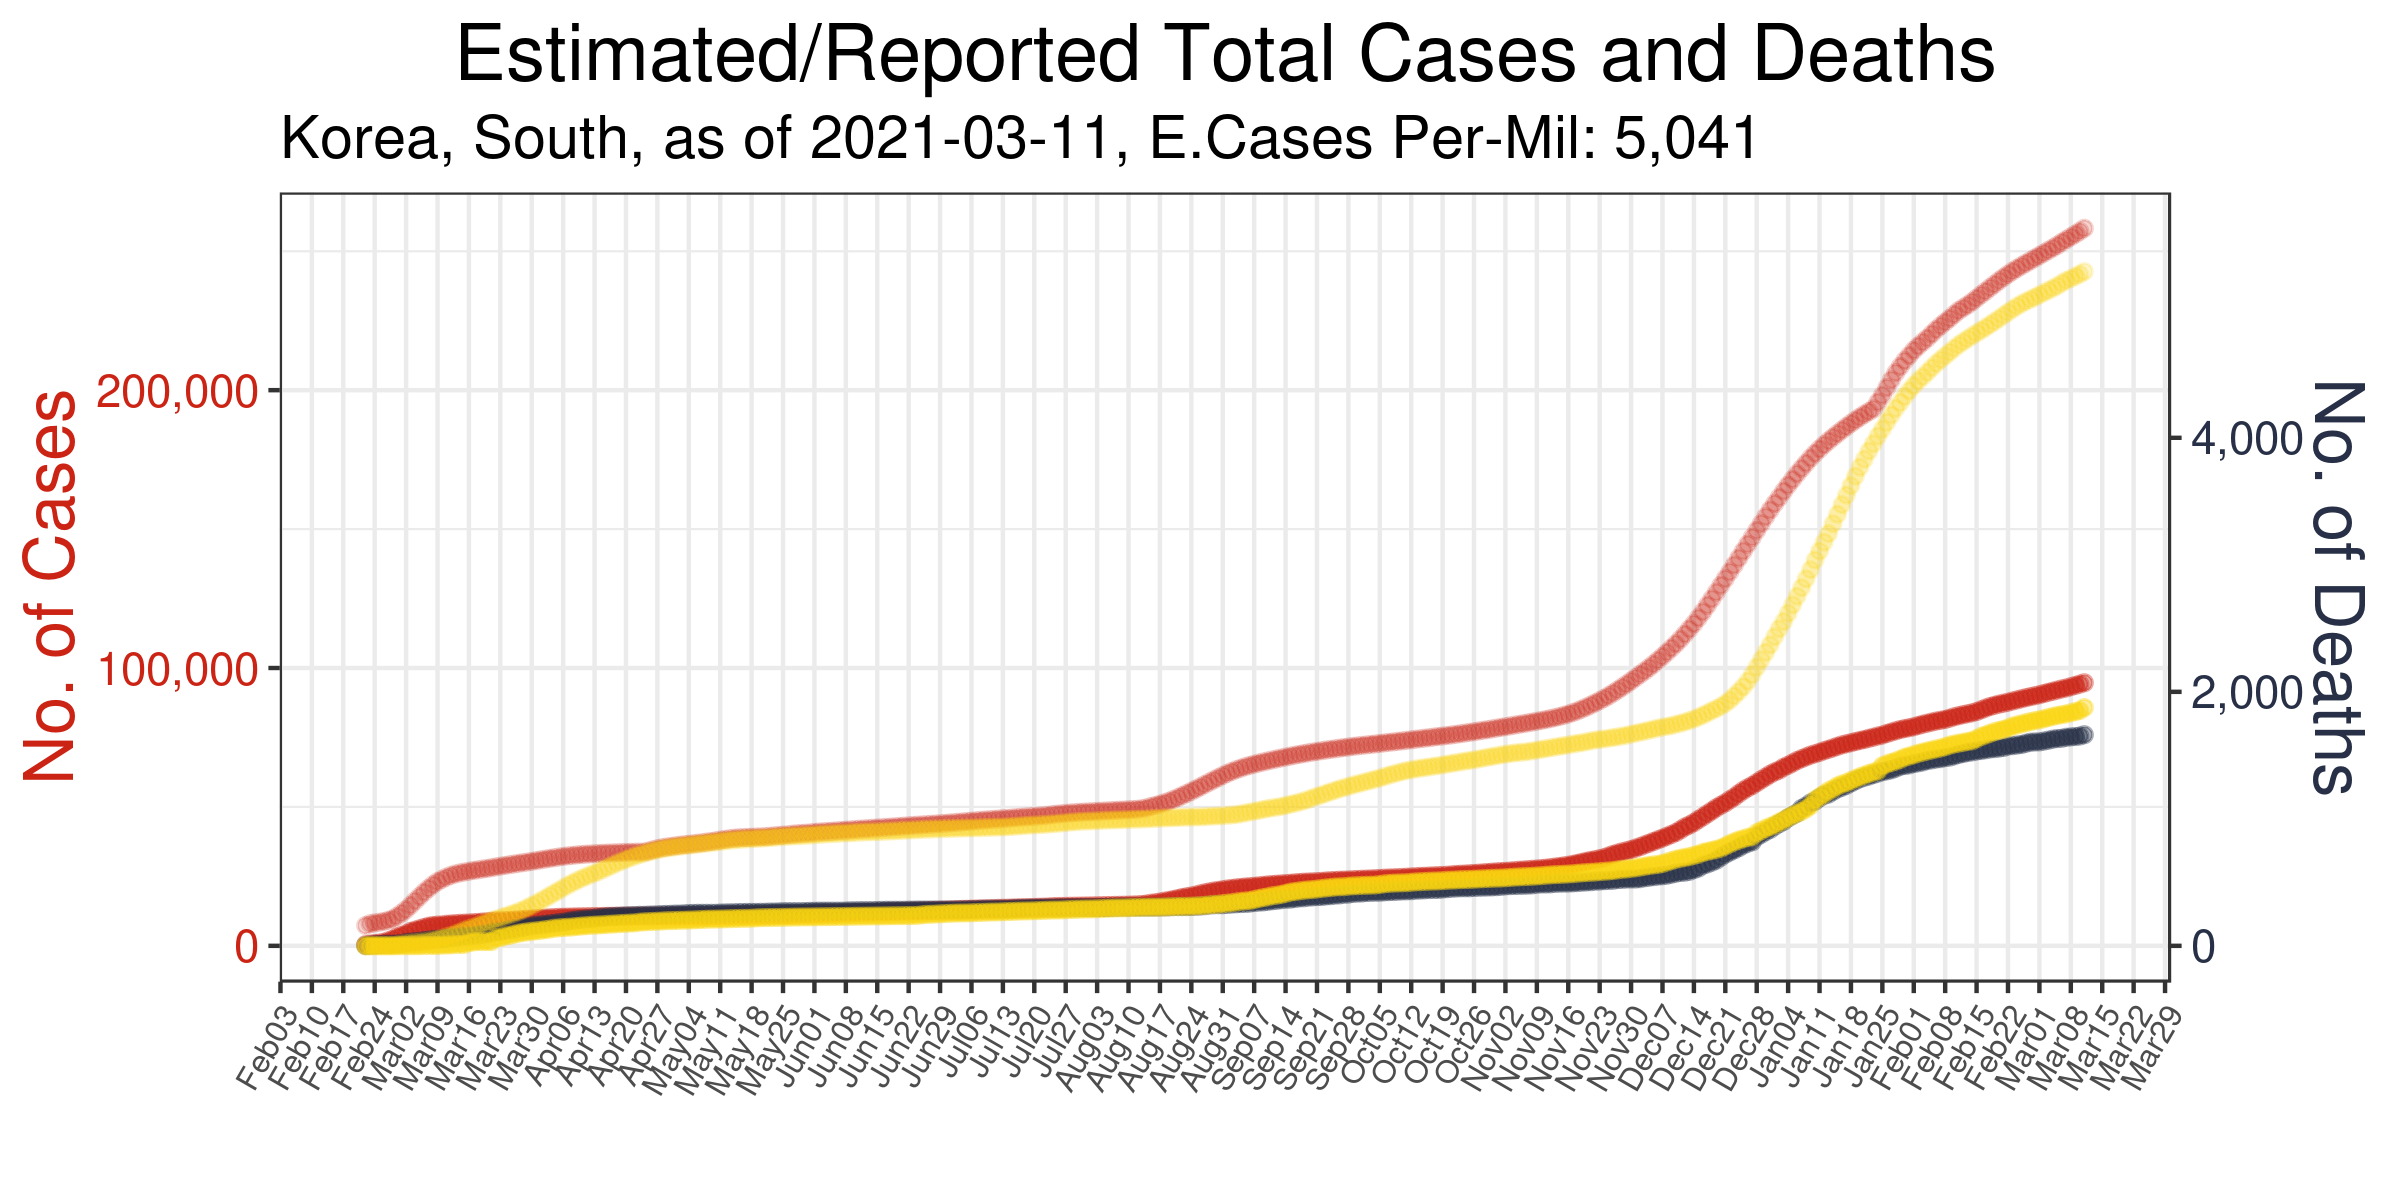 Estimated/Reported Total Cases and Deaths
Korea, South, as of 2021-03-11, E.Cases Per-Mil: 5,041
No. of Cases
200,000
100,000
0
4,000
2,000
0
No. of Deaths
Feb03
Feb10
Feb17
Feb24
Mar02
Mar09
Mar16
Mar23
Mar30
Apr06
Apr13
Apr20
Apr27
May04
May11
May18
May25
Jun01
Jun08
Jun15
Jun22
Jun29
Jul06
Jul13
Jul20
Jul27
Aug03
Aug10
Aug17
Aug24
Aug31
Sep07
Sep14
Sep21
Sep28
Oct05
Oct12
Oct19
Oct26
Nov02
Nov09
Nov16
Nov23
Nov30
Dec07
Dec14
Dec21
Dec28
Jan04
Jan11
Jan18
Jan25
Feb01
Feb08
Feb15
Feb22
Mar01
Mar08
Mar15
Mar22
Mar29